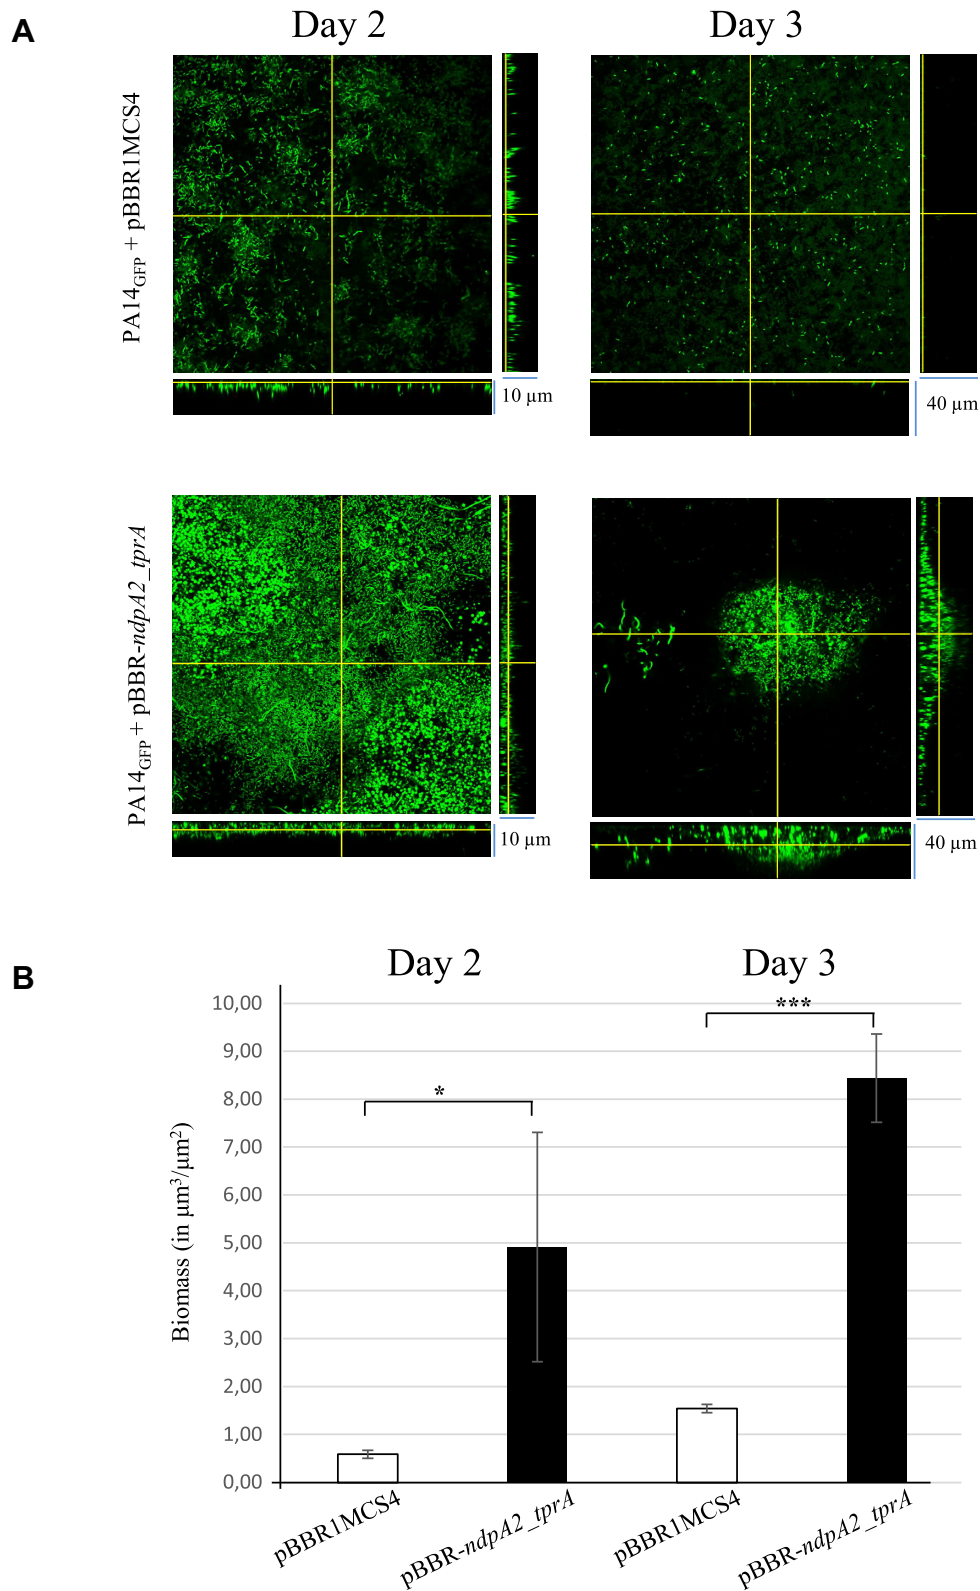 A
Day 2
Day 3
PA14GFP + pBBR1MCS4
10 µm
40 µm
PA14GFP + pBBR-ndpA2_tprA
10 µm
40 µm
B
Day 2
Day 3
Biomass (in µm³/µm²)
10,00
9,00
8,00
7,00
6,00
5,00
4,00
3,00
2,00
1,00
0,00
*
***
pBBR1MCS4
pBBR-ndpA2_tprA
pBBR1MCS4
pBBR-ndpA2_tprA